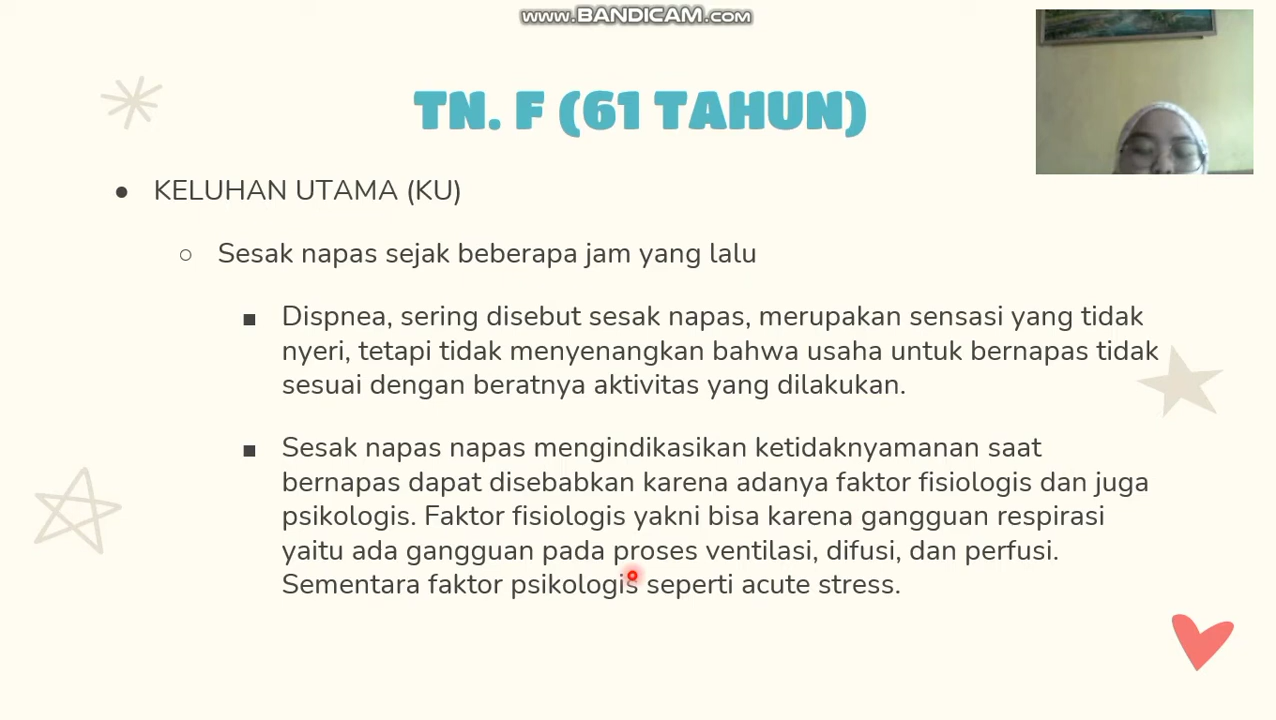 www.BANDICAM.com
TN. F (61 TAHUN)
● KELUHAN UTAMA (KU)
○ Sesak napas sejak beberapa jam yang lalu
■ Dispnea, sering disebut sesak napas, merupakan sensasi yang tidak
nyeri, tetapi tidak menyenangkan bahwa usaha untuk bernapas tidak
sesuai dengan beratnya aktivitas yang dilakukan.
■ Sesak napas napas mengindikasikan ketidaknyamanan saat
bernapas dapat disebabkan karena adanya faktor fisiologis dan juga
psikologis. Faktor fisiologis yakni bisa karena gangguan respirasi
yaitu ada gangguan pada proses ventilasi, difusi, dan perfusi.
Sementara faktor psikologis seperti acute stress.